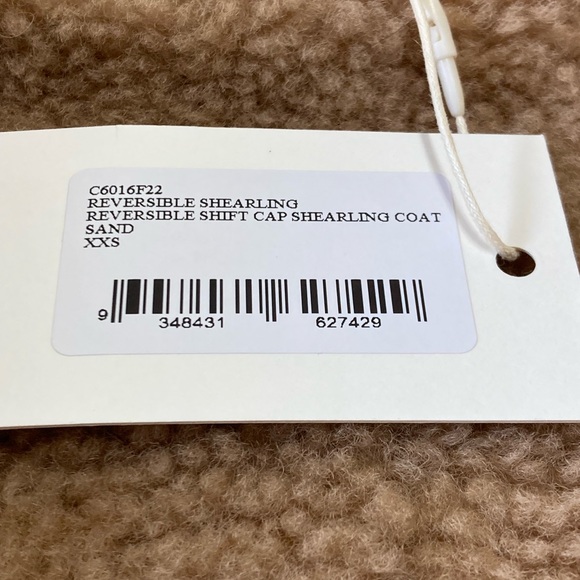 C6016F22
REVERSIBLE SHEARLING
REVERSIBLE SHIFT CAP SHEARLING COAT
SAND
XXS
9 348431 627429